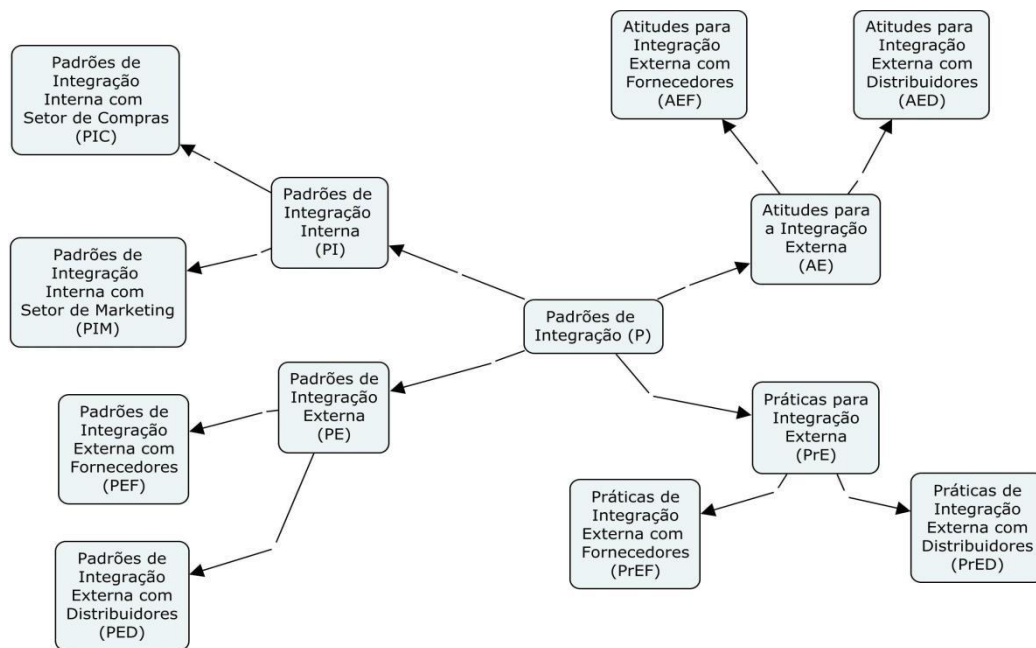 Padrões de
Integração
Interna com
Setor de Compras
(PIC)
Atitudes para
Integração
Externa com
Fornecedores
(AEF)
Atitudes para
Integração
Externa com
Distribuidores
(AED)
Padrões de
Integração
Interna
(PI)
Atitudes para
a Integração
Externa
(AE)
Padrões de
Integração
Interna com
Setor de Marketing
(PIM)
Padrões de
Integração (P)
Padrões de
Integração
Externa
(PE)
Práticas para
Integração
Externa
(PrE)
Padrões de
Integração
Externa com
Fornecedores
(PEF)
Práticas de
Integração
Externa com
Fornecedores
(PrEF)
Práticas de
Integração
Externa com
Distribuidores
(PrED)
Padrões de
Integração
Externa com
Distribuidores
(PED)